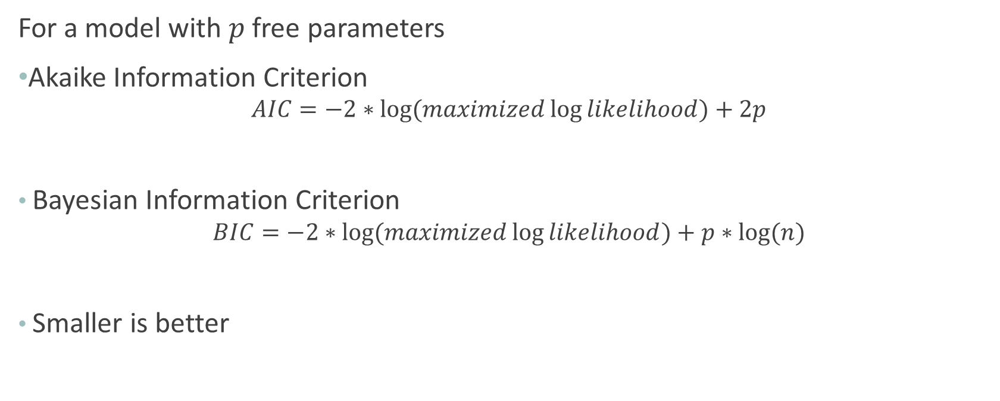 For a model with p free parameters
•Akaike Information Criterion
AIC = −2 ∗ log(maximized log likelihood) + 2p
• Bayesian Information Criterion
BIC = −2 ∗ log(maximized log likelihood) + p ∗ log(n)
• Smaller is better